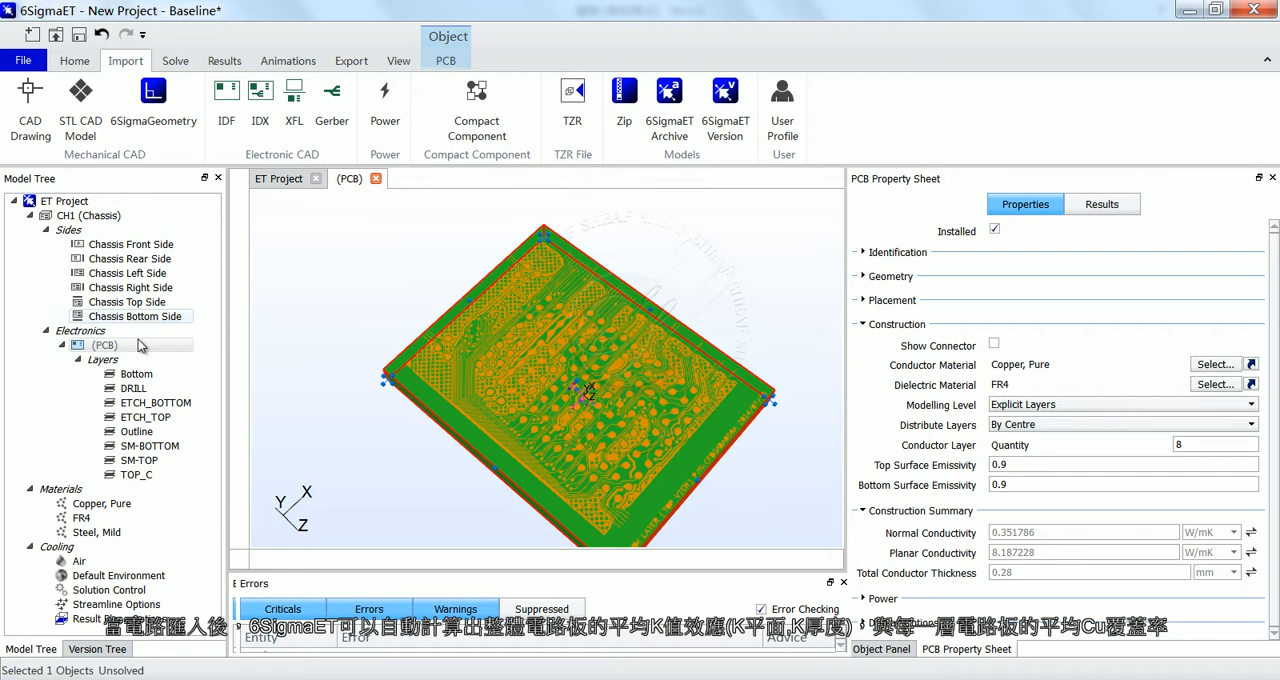 6SigmaET - New Project - Baseline*
Object
File
Home
Import
Solve
Results
Animations
Export
View
PCB
CAD Drawing
STL CAD Model
6SigmaGeometry
IDF
IDX
XFL
Gerber
Power
Compact Component
TZR
Zip
6SigmaET Archive
6SigmaET Version
User Profile
Mechanical CAD
Electronic CAD
Power
Compact Component
TZR File
Models
User
Model Tree
ET Project
CH1 (Chassis)
Sides
Chassis Front Side
Chassis Rear Side
Chassis Left Side
Chassis Right Side
Chassis Top Side
Chassis Bottom Side
Electronics
(PCB)
Layers
Bottom
DRILL
ETCH_BOTTOM
ETCH_TOP
Outline
SM-BOTTOM
SM-TOP
TOP_C
Materials
Copper, Pure
FR4
Steel, Mild
Cooling
Air
Default Environment
Solution Control
Streamline Options
Model Tree
Version Tree
Selected 1 Objects Unsolved
ET Project
(PCB)
Y
X
Z
Errors
Criticals
Errors
Warnings
Suppressed
Error Checking
Entity
Error
Advice
當電路匯入後，6SigmaET可以自動計算出整體電路板的平均K值效應(K平面,K厚度)，與每一層電路板的平均Cu覆蓋率
PCB Property Sheet
Properties
Results
Installed
Identification
Geometry
Placement
Construction
Show Connector
Conductor Material Copper, Pure Select...
Dielectric Material FR4 Select...
Modelling Level Explicit Layers
Distribute Layers By Centre
Conductor Layer Quantity 8
Top Surface Emissivity 0.9
Bottom Surface Emissivity 0.9
Construction Summary
Normal Conductivity 0.351786 W/mK
Planar Conductivity 8.187228 W/mK
Total Conductor Thickness 0.28 mm
Power
Object Panel
PCB Property Sheet